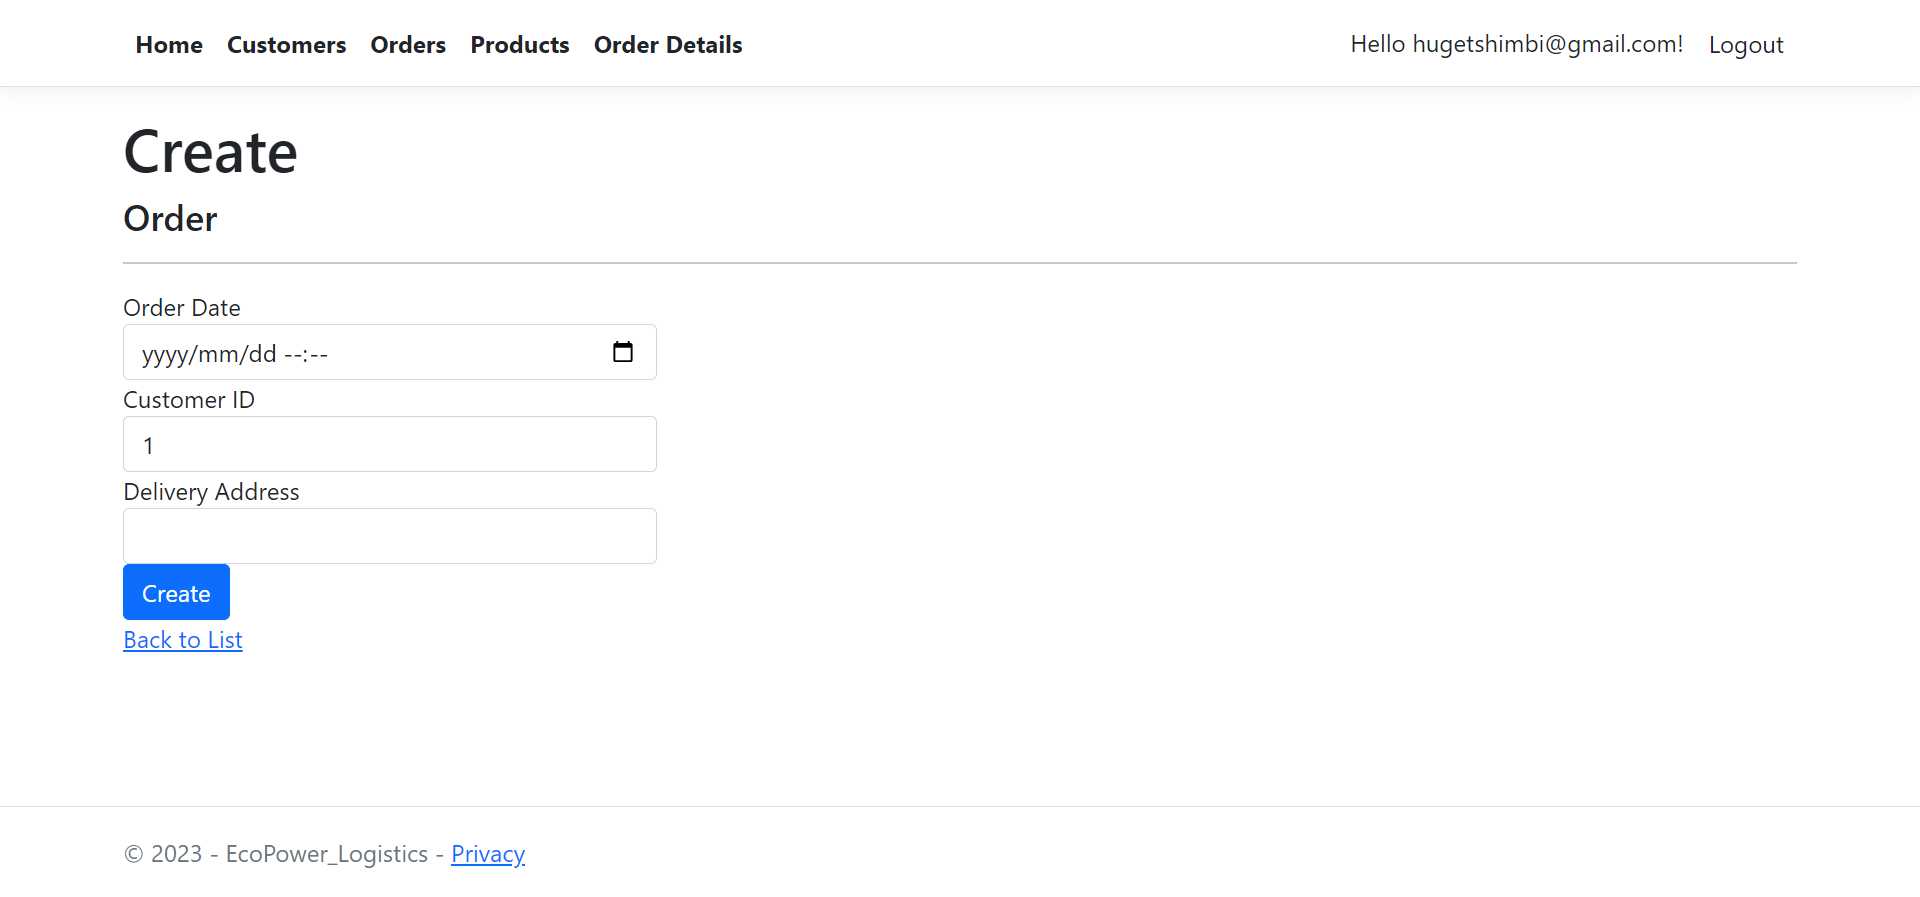 Home Customers Orders Products Order Details Hello hugetshimbi@gmail.com! Logout
Create
Order
Order Date
yyyy/mm/dd --:--
Customer ID
1
Delivery Address
Create
Back to List
© 2023 - EcoPower_Logistics - Privacy